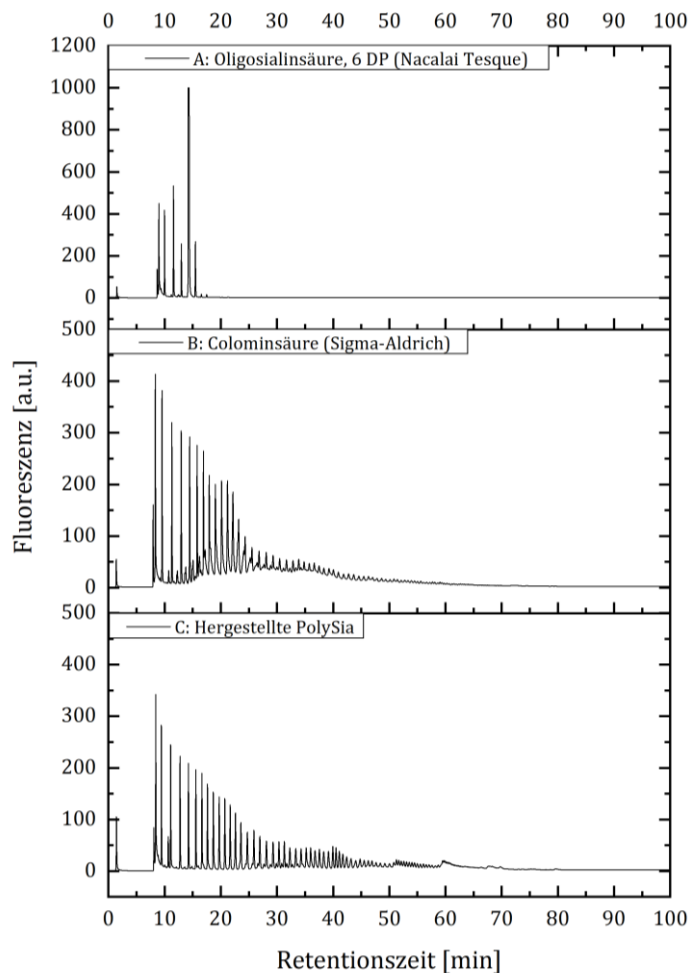 0 10 20 30 40 50 60 70 80 90 100
1200
A: Oligosialinsäure, 6 DP (Nacalai Tesque)
1000
800
600
400
200
0
500
B: Colominsäure (Sigma-Aldrich)
400
300
200
100
0
500
C: Hergestellte PolySia
400
300
200
100
0
Fluoreszenz [a.u.]
0 10 20 30 40 50 60 70 80 90 100
Retentionszeit [min]